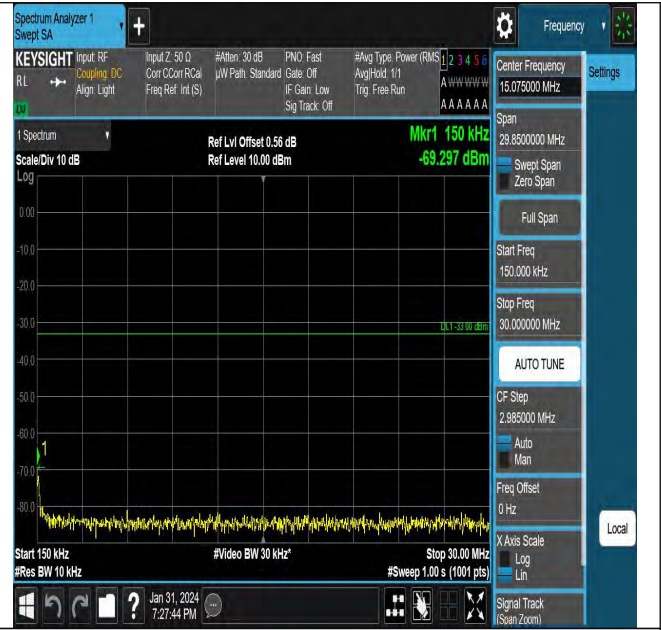 Spectrum Analyzer 1
Swept SA
Frequency
KEYSIGHT
RL
Input: RF
Coupling: DC
Align: Light
Input Z: 50 Ω
Corr CCorr RCal
Freq Ref: Int (S)
#Atten: 30 dB
µW Path: Standard
PNO: Fast
Gate: Off
IF Gain: Low
Sig Track: Off
#Avg Type: Power (RMS
Avg|Hold: 1/1
Trig: Free Run
1 2 3 4 5 6
A W W W W W
A A A A A A
1 Spectrum
Scale/Div 10 dB
Log
Ref Lvl Offset 0.56 dB
Ref Level 10.00 dBm
Mkr1 150 kHz
-69.297 dBm
0.00
-10.0
-20.0
-30.0
DL1 -33.00 dBm
-40.0
-50.0
-60.0
1
-70.0
-80.0
Start 150 kHz
#Res BW 10 kHz
#Video BW 30 kHz*
Stop 30.00 MHz
#Sweep 1.00 s (1001 pts)
Center Frequency
15.075000 MHz
Settings
Span
29.8500000 MHz
Swept Span
Zero Span
Full Span
Start Freq
150.000 kHz
Stop Freq
30.000000 MHz
AUTO TUNE
CF Step
2.985000 MHz
Auto
Man
Freq Offset
0 Hz
X Axis Scale
Log
Lin
Local
Signal Track
(Span Zoom)
?
Jan 31, 2024
7:27:44 PM